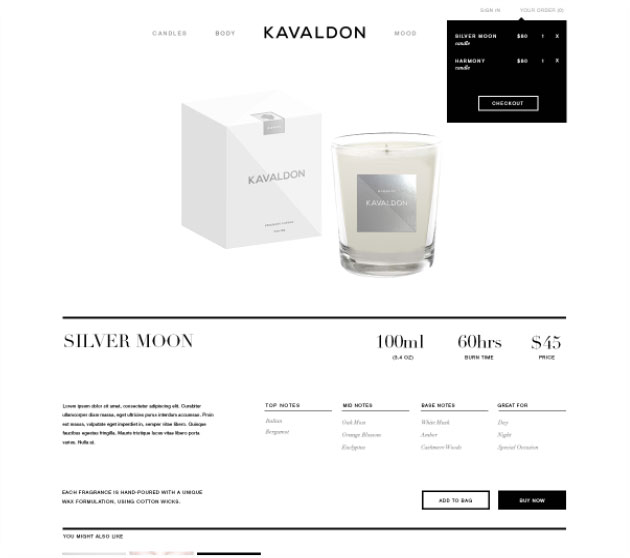 SIGN IN YOUR ORDER (0)
CANDLES BODY KAVALDON MOOD
SILVER MOON $80 1 X
candle
HARMONY $80 1 X
candle
CHECKOUT
KAVALDON
KAVALDON
SILVER MOON
100ml 60hrs $45
(3.4 OZ) BURN TIME PRICE
Lorem ipsum dolor sit amet, consectetur adipiscing elit. Curabitur
ullamcorper diam massa, eget ultricies purus interdum accumsan. Proin
est massa, vulputate eget imperdiet in, semper vitae libero. Quisque
faucibus egestas fringilla. Mauris tristique lacus vitae libero porta
varius. Nulla ut.
TOP NOTES MID NOTES BASE NOTES GREAT FOR
Italian Oak Moss White Musk Day
Bergamot Orange Blossom Amber Night
Eucalyptus Cashmere Woods Special Occasion
EACH FRAGRANCE IS HAND-POURED WITH A UNIQUE
WAX FORMULATION, USING COTTON WICKS.
ADD TO BAG BUY NOW
YOU MIGHT ALSO LIKE